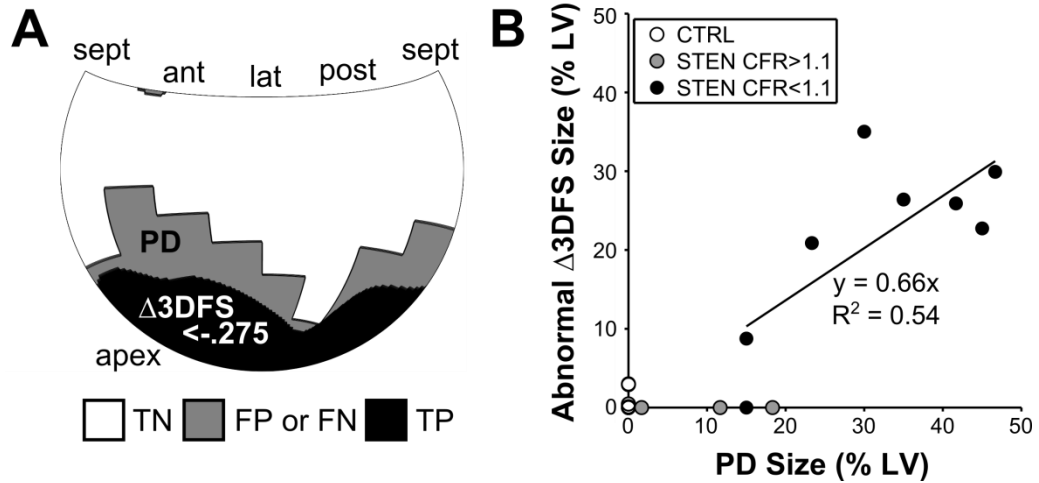 A
sept sept
ant lat post
PD
Δ3DFS
<-.275
apex
TN FP or FN TP
B
Abnormal Δ3DFS Size (% LV)
50
40
30
20
10
0
CTRL
STEN CFR>1.1
STEN CFR<1.1
y = 0.66x
R² = 0.54
0 10 20 30 40 50
PD Size (% LV)